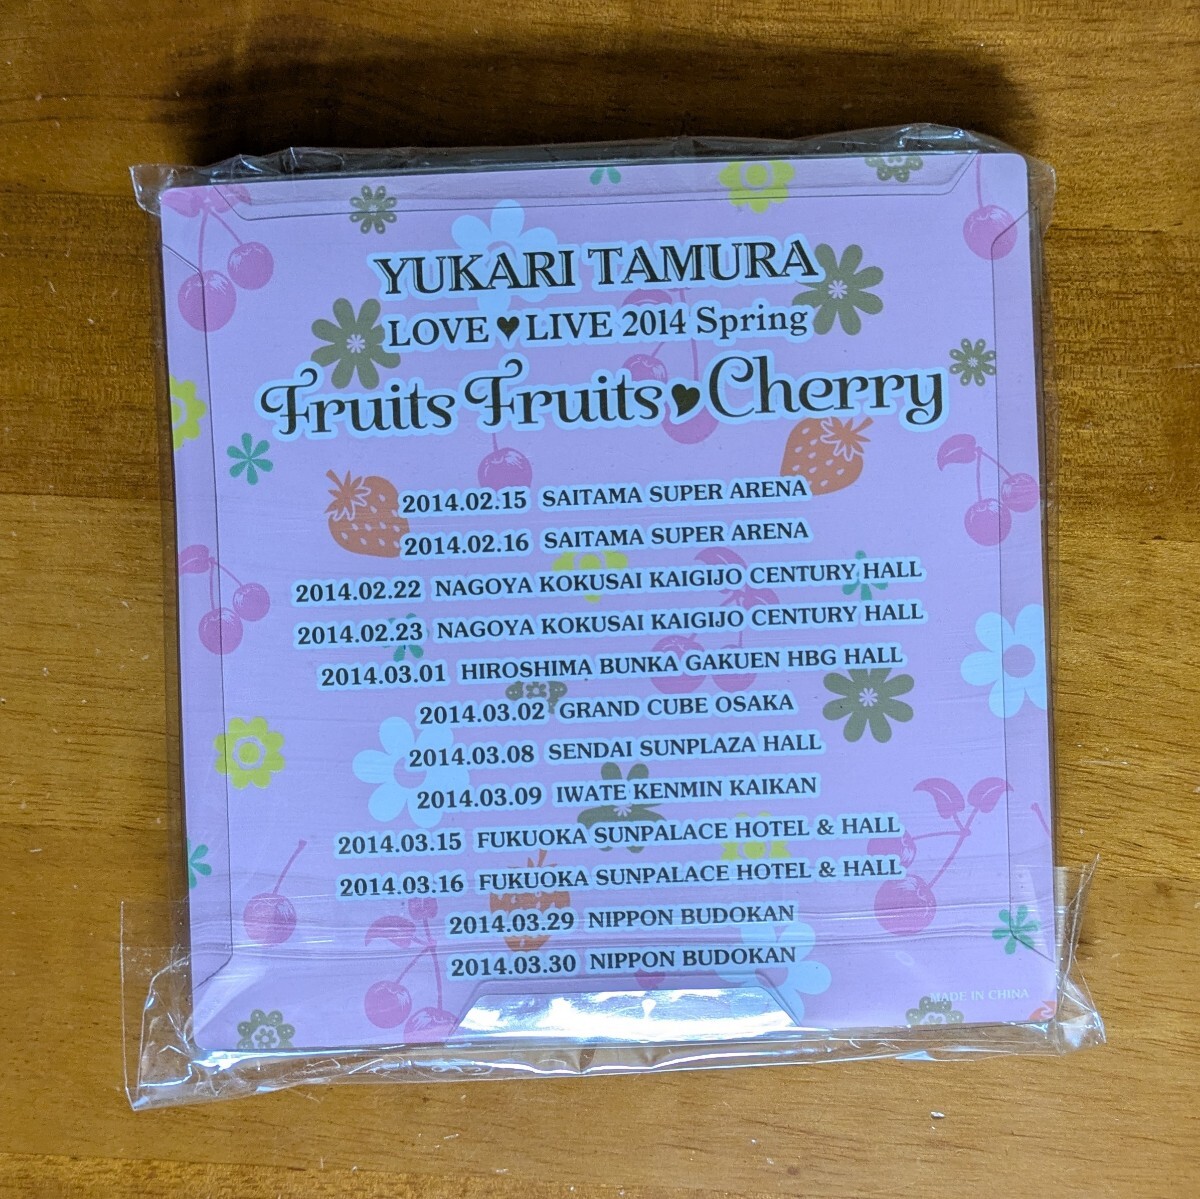 YUKARI TAMURA
LOVE♥LIVE 2014 Spring
Fruits Fruits♥Cherry
2014.02.15 SAITAMA SUPER ARENA
2014.02.16 SAITAMA SUPER ARENA
2014.02.22 NAGOYA KOKUSAI KAIGIJO CENTURY HALL
2014.02.23 NAGOYA KOKUSAI KAIGIJO CENTURY HALL
2014.03.01 HIROSHIMA BUNKA GAKUEN HBG HALL
2014.03.02 GRAND CUBE OSAKA
2014.03.08 SENDAI SUNPLAZA HALL
2014.03.09 IWATE KENMIN KAIKAN
2014.03.15 FUKUOKA SUNPALACE HOTEL & HALL
2014.03.16 FUKUOKA SUNPALACE HOTEL & HALL
2014.03.29 NIPPON BUDOKAN
2014.03.30 NIPPON BUDOKAN
MADE IN CHINA